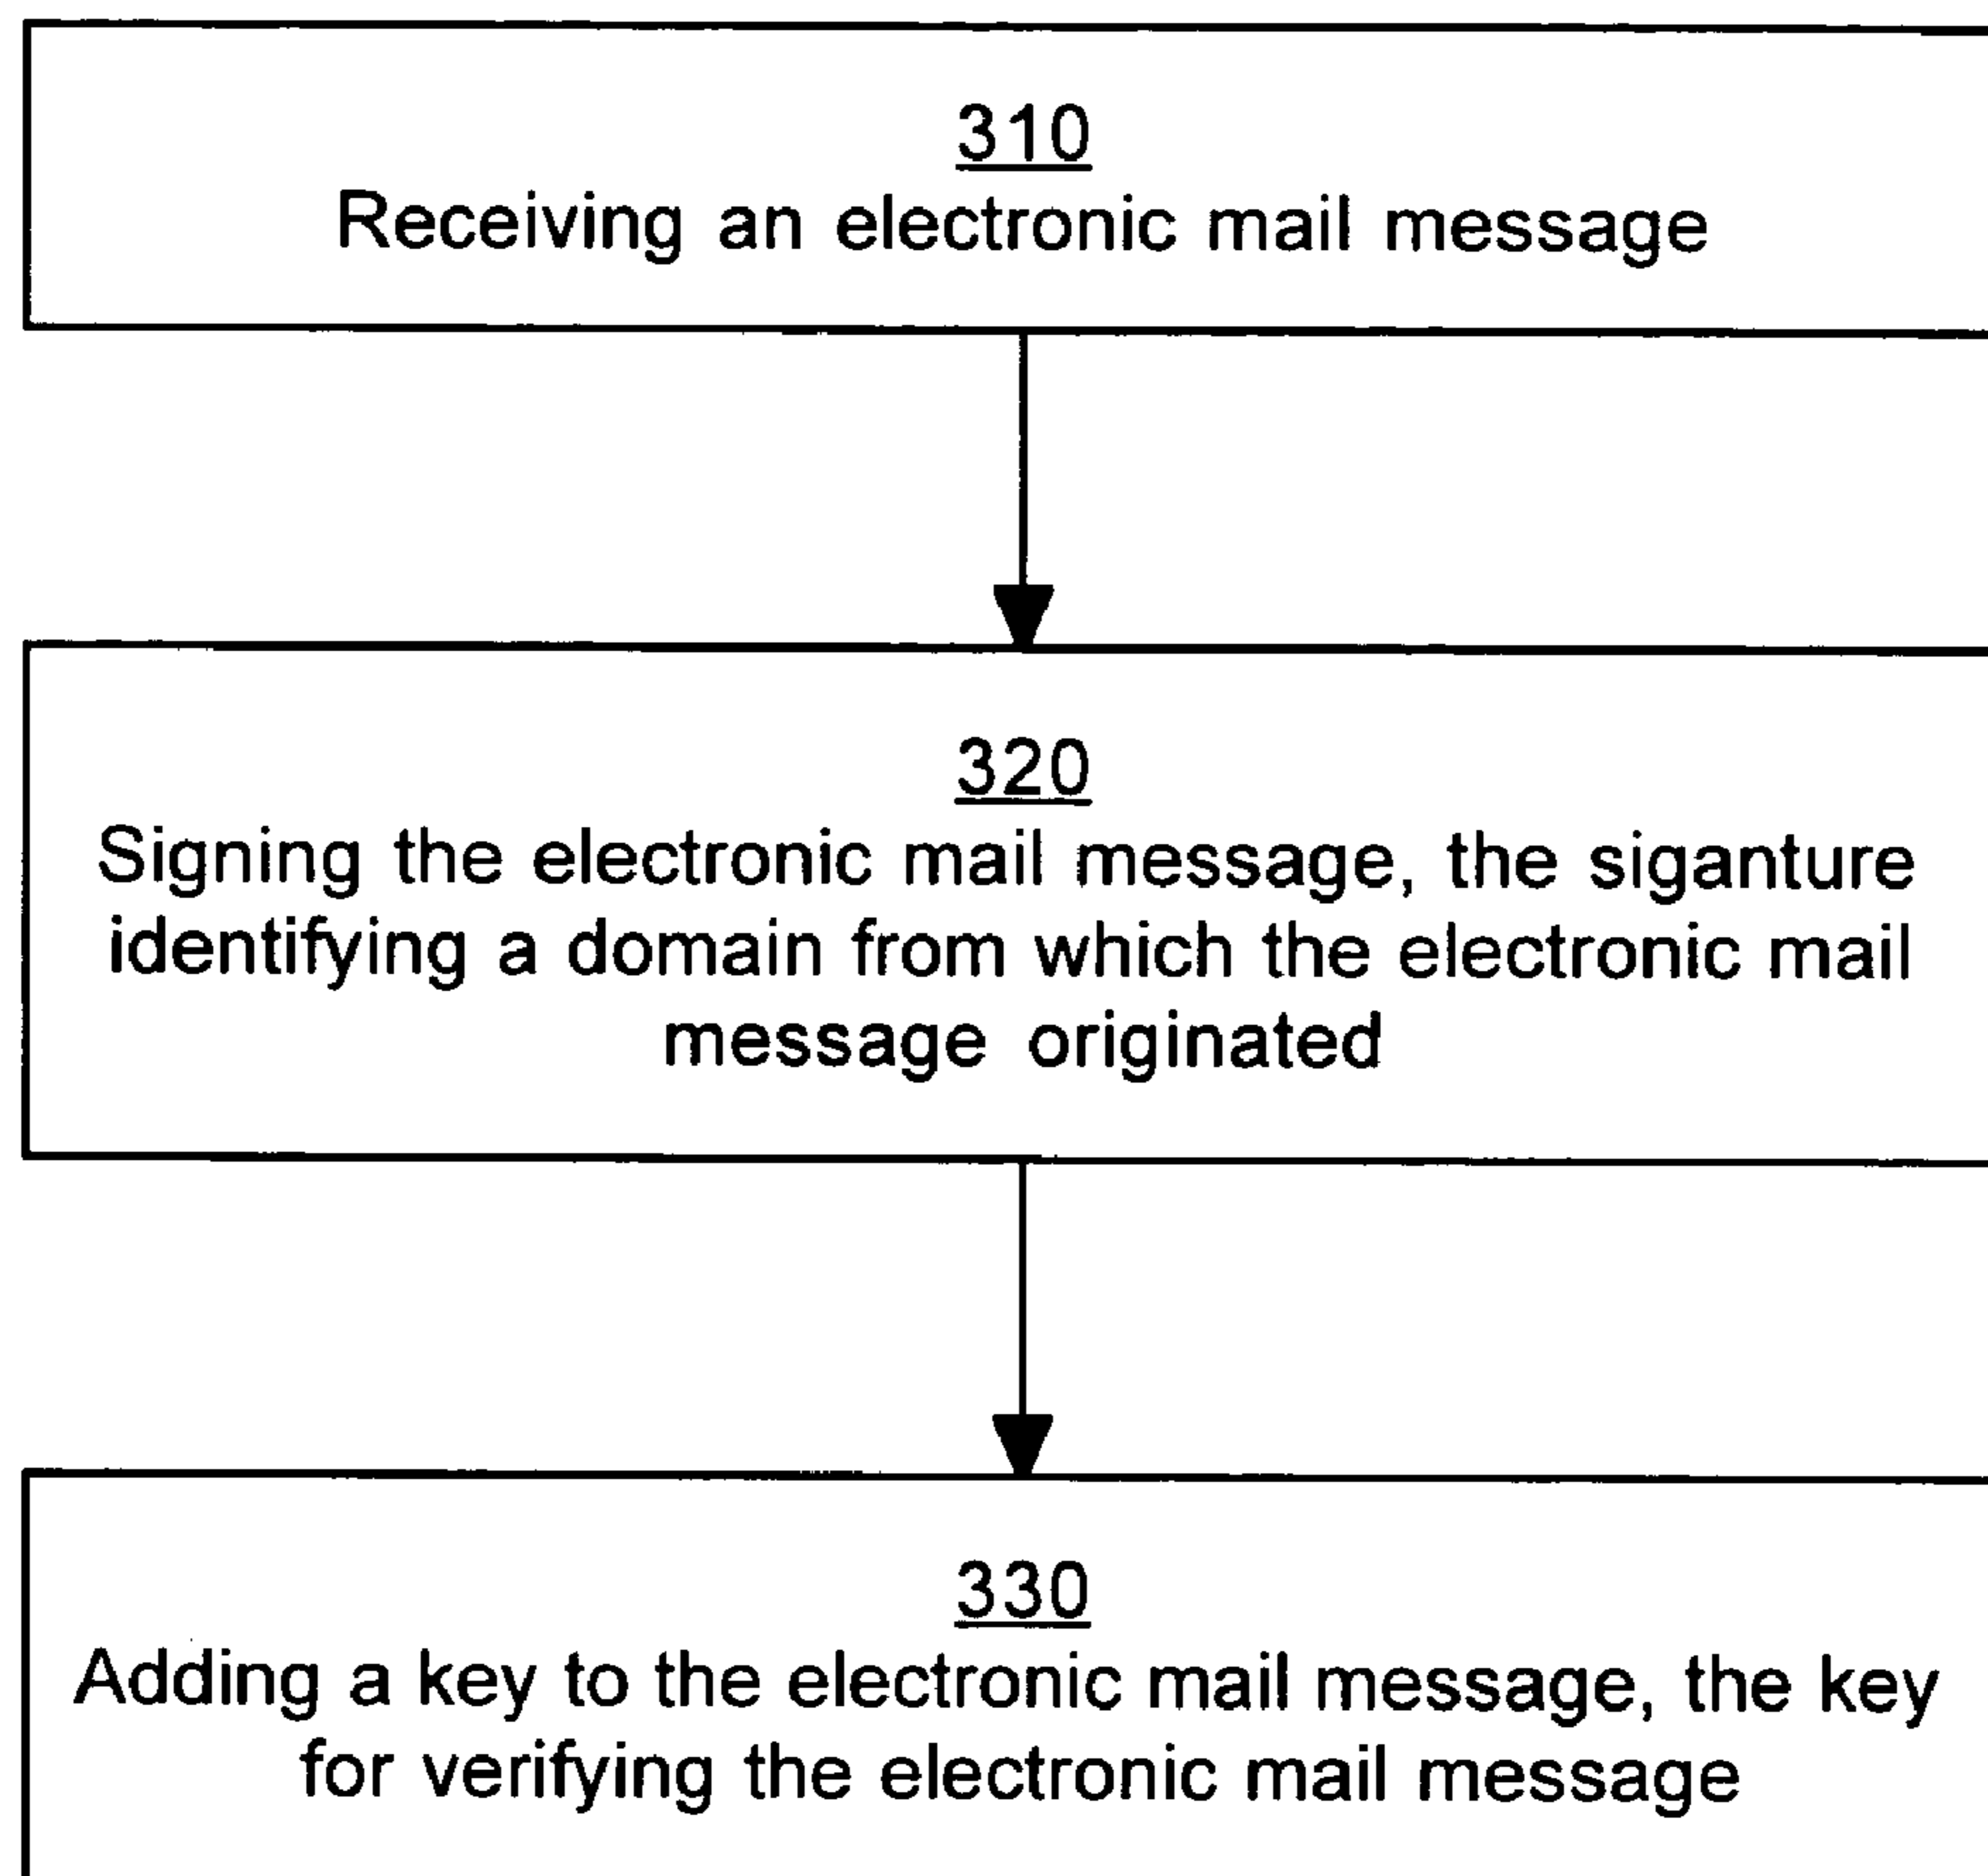 310
Receiving an electronic mail message
320
Signing the electronic mail message, the siganture
identifying a domain from which the electronic mail
message originated
330
Adding a key to the electronic mail message, the key
for verifying the electronic mail message